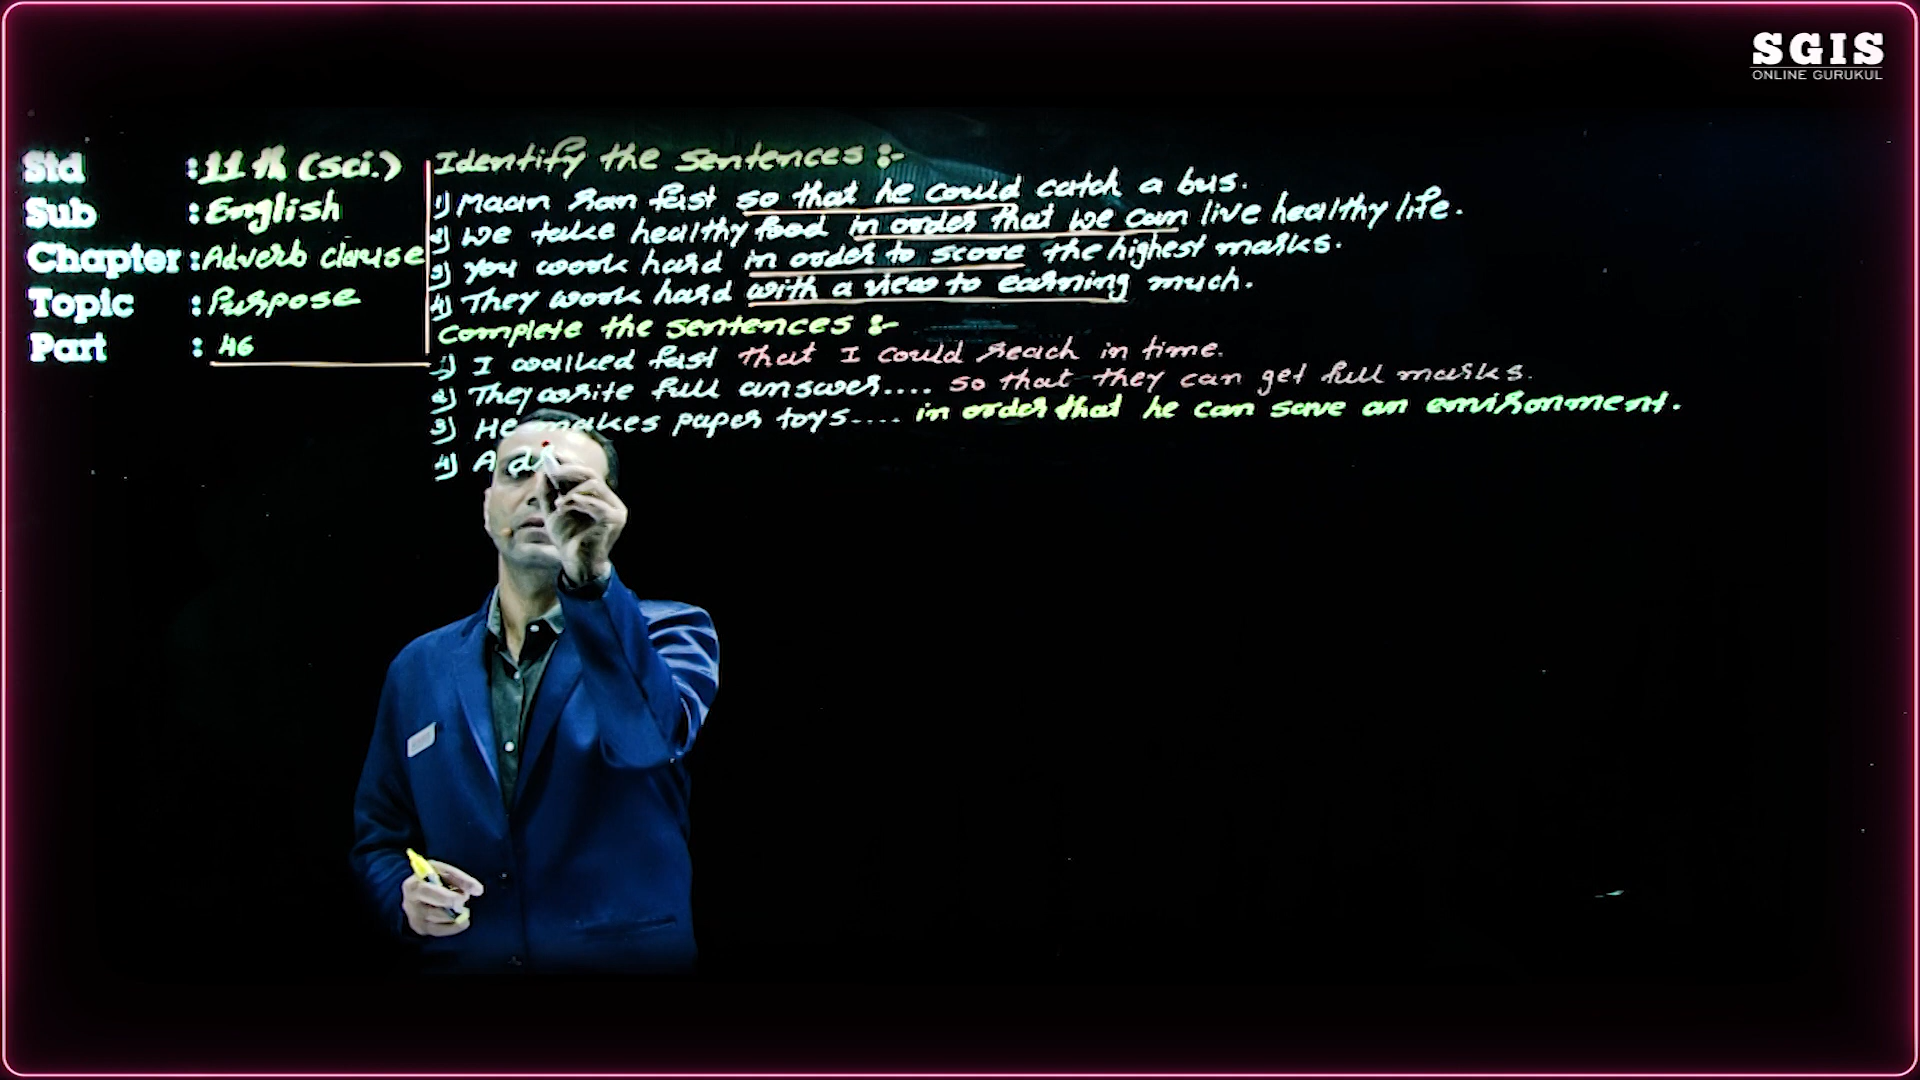 SGIS
ONLINE GURUKUL
Std : 11th (sci.)
Sub : English
Chapter : Adverb clause
Topic : Purpose
Part : 46
Identify the sentences :-
1) Maan ran fast so that he could catch a bus.
2) We take healthy food in order that we can live healthy life.
3) You work hard in order to score the highest marks.
4) They work hard with a view to earning much.
Complete the sentences :-
1) I walked fast that I could reach in time.
2) They write full answer.... so that they can get full marks.
3) He makes paper toys.... in order that he can save an environment.
4) A